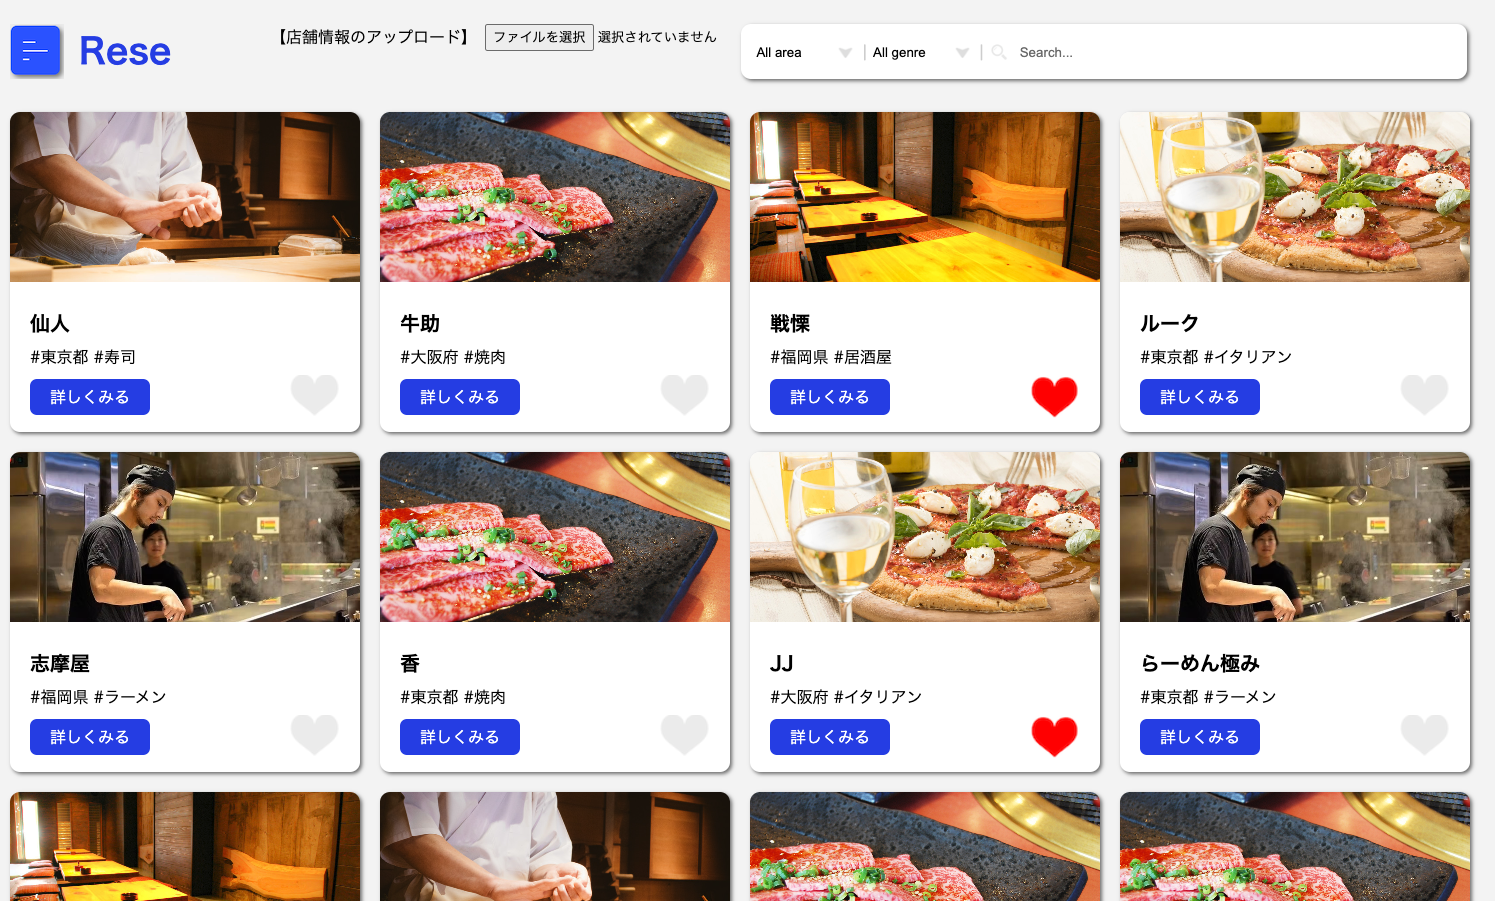 Rese
【店舗情報のアップロード】 ファイルを選択 選択されていません
All area | All genre | Search...
仙人
#東京都 #寿司
詳しくみる
牛助
#大阪府 #焼肉
詳しくみる
戦慄
#福岡県 #居酒屋
詳しくみる
ルーク
#東京都 #イタリアン
詳しくみる
志摩屋
#福岡県 #ラーメン
詳しくみる
香
#東京都 #焼肉
詳しくみる
JJ
#大阪府 #イタリアン
詳しくみる
らーめん極み
#東京都 #ラーメン
詳しくみる